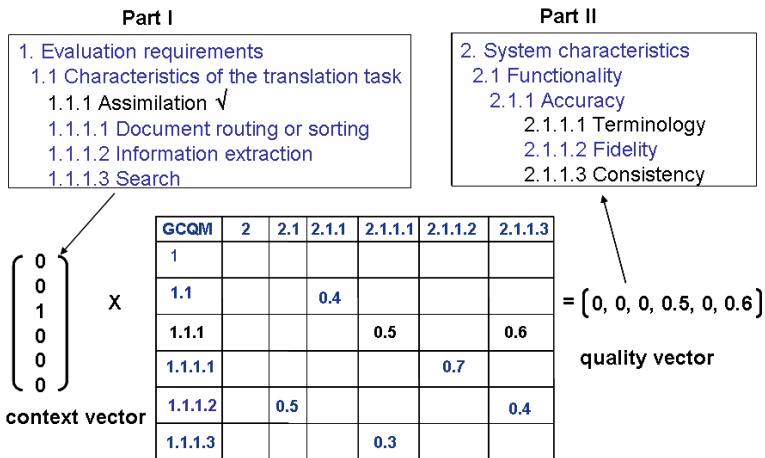 Part I
Part II
1. Evaluation requirements
1.1 Characteristics of the translation task
1.1.1 Assimilation √
1.1.1.1 Document routing or sorting
1.1.1.2 Information extraction
1.1.1.3 Search
2. System characteristics
2.1 Functionality
2.1.1 Accuracy
2.1.1.1 Terminology
2.1.1.2 Fidelity
2.1.1.3 Consistency
0
0
1
0
0
0
context vector
X
GCQM 2 2.1 2.1.1 2.1.1.1 2.1.1.2 2.1.1.3
1
1.1 0.4
1.1.1 0.5 0.6
1.1.1.1 0.7
1.1.1.2 0.5 0.4
1.1.1.3 0.3
= [0, 0, 0, 0.5, 0, 0.6]
quality vector